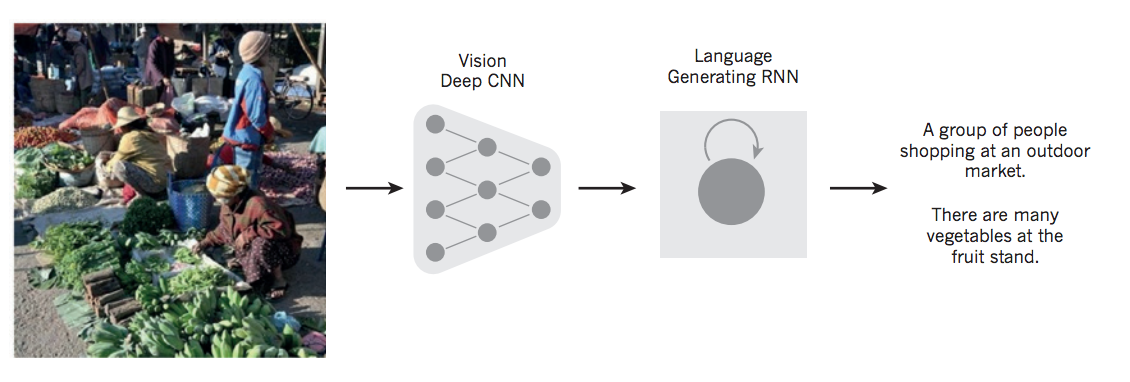 Vision
Deep CNN
Language
Generating RNN
A group of people
shopping at an outdoor
market.
There are many
vegetables at the
fruit stand.